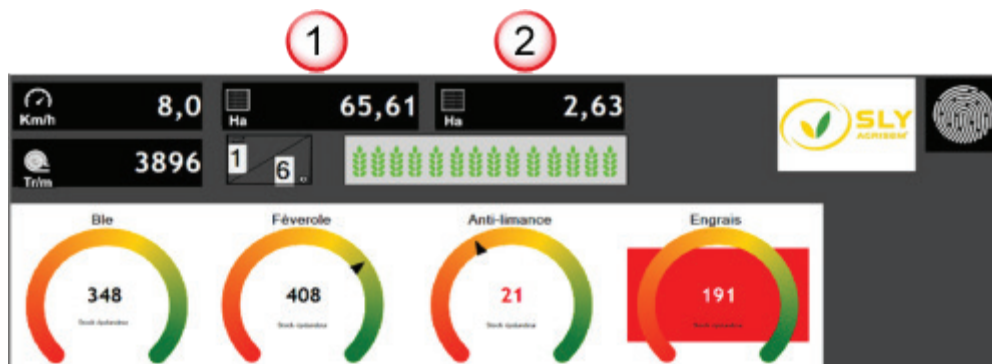 1 2
Km/h 8,0 Ha 65,61 Ha 2,63
SLY
AGRISEM
Tr/m 3896 1 6
Ble Féverole Anti-limance Engrais
348 408 21 191